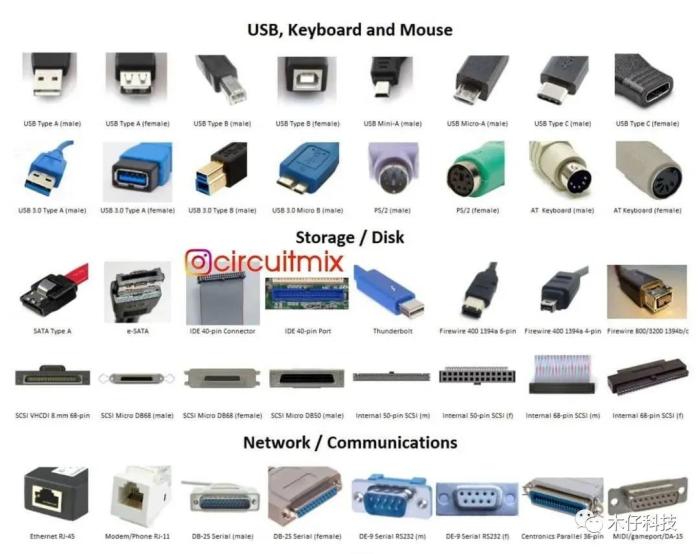 USB, Keyboard and Mouse
USB Type A (male) USB Type A (female) USB Type B (male) USB Type B (female) USB Mini-A (male) USB Micro-A (male) USB Type C (male) USB Type C (female)
USB 3.0 Type A (male) USB 3.0 Type A (female) USB 3.0 Type B (male) USB 3.0 Micro B (male) PS/2 (male) PS/2 (female) AT Keyboard (male) AT Keyboard (female)
Storage / Disk
circuitmix
SATA Type A e-SATA IDE 40-pin Connector IDE 40-pin Port Thunderbolt Firewire 400 1394a 6-pin Firewire 400 1394a 4-pin Firewire 800/3200 1394b/c
SCSI VHDCI 8 mm 68-pin SCSI Micro DB68 (male) SCSI Micro DB68 (female) SCSI Micro DB50 (male) Internal 50-pin SCSI (m) Internal 50-pin SCSI (f) Internal 68-pin SCSI (m) Internal 68-pin SCSI (f)
Network / Communications
Ethernet RJ-45 Modem/Phone RJ-11 DB-25 Serial (male) DB-25 Serial (female) DE-9 Serial RS232 (m) DE-9 Serial RS232 (f) Centronics Parallel 36-pin MIDI/gameport/DA-15
木仔科技